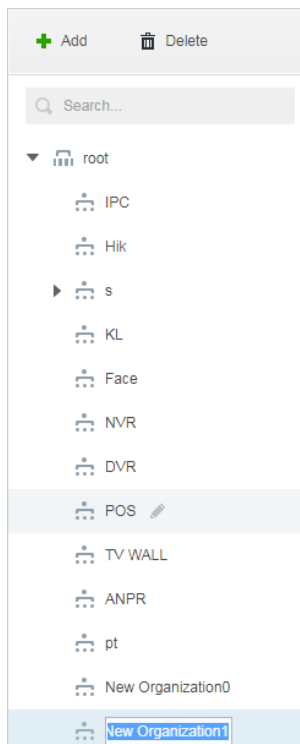 Add Delete
Search...
root
IPC
Hik
s
KL
Face
NVR
DVR
POS
TV WALL
ANPR
pt
New Organization0
New Organization1